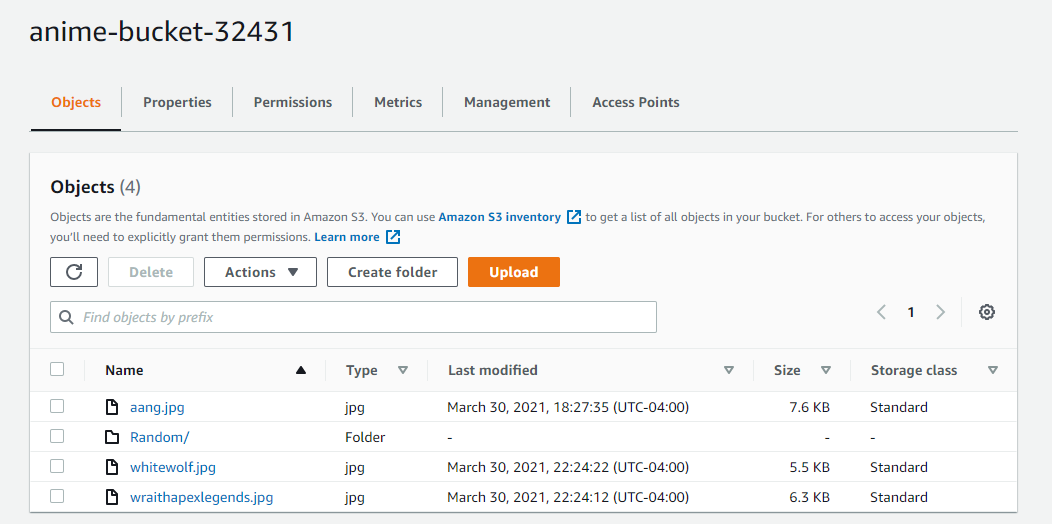 anime-bucket-32431
Objects Properties Permissions Metrics Management Access Points
Objects (4)
Objects are the fundamental entities stored in Amazon S3. You can use Amazon S3 inventory to get a list of all objects in your bucket. For others to access your objects,
you'll need to explicitly grant them permissions. Learn more
Delete Actions Create folder Upload
Find objects by prefix 1
Name Type Last modified Size Storage class
aang.jpg jpg March 30, 2021, 18:27:35 (UTC-04:00) 7.6 KB Standard
Random/ Folder - - -
whitewolf.jpg jpg March 30, 2021, 22:24:22 (UTC-04:00) 5.5 KB Standard
wraithapexlegends.jpg jpg March 30, 2021, 22:24:12 (UTC-04:00) 6.3 KB Standard